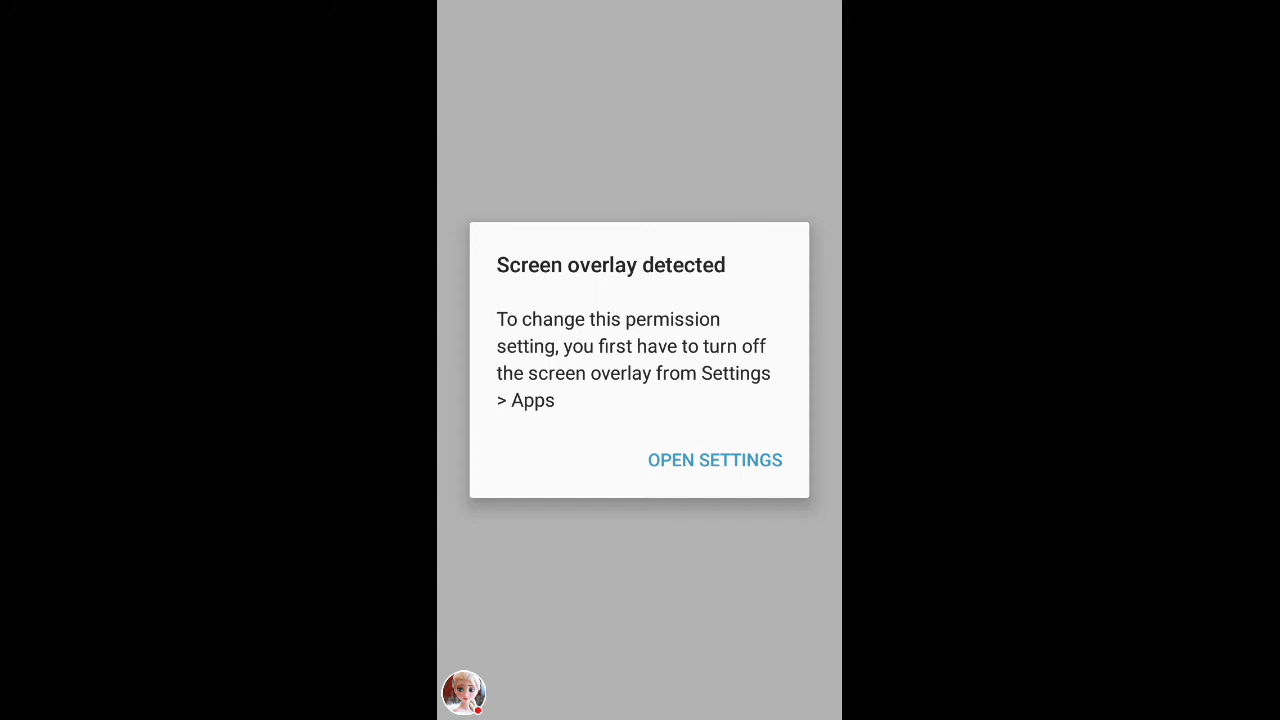 Screen overlay detected
To change this permission
setting, you first have to turn off
the screen overlay from Settings
> Apps
OPEN SETTINGS